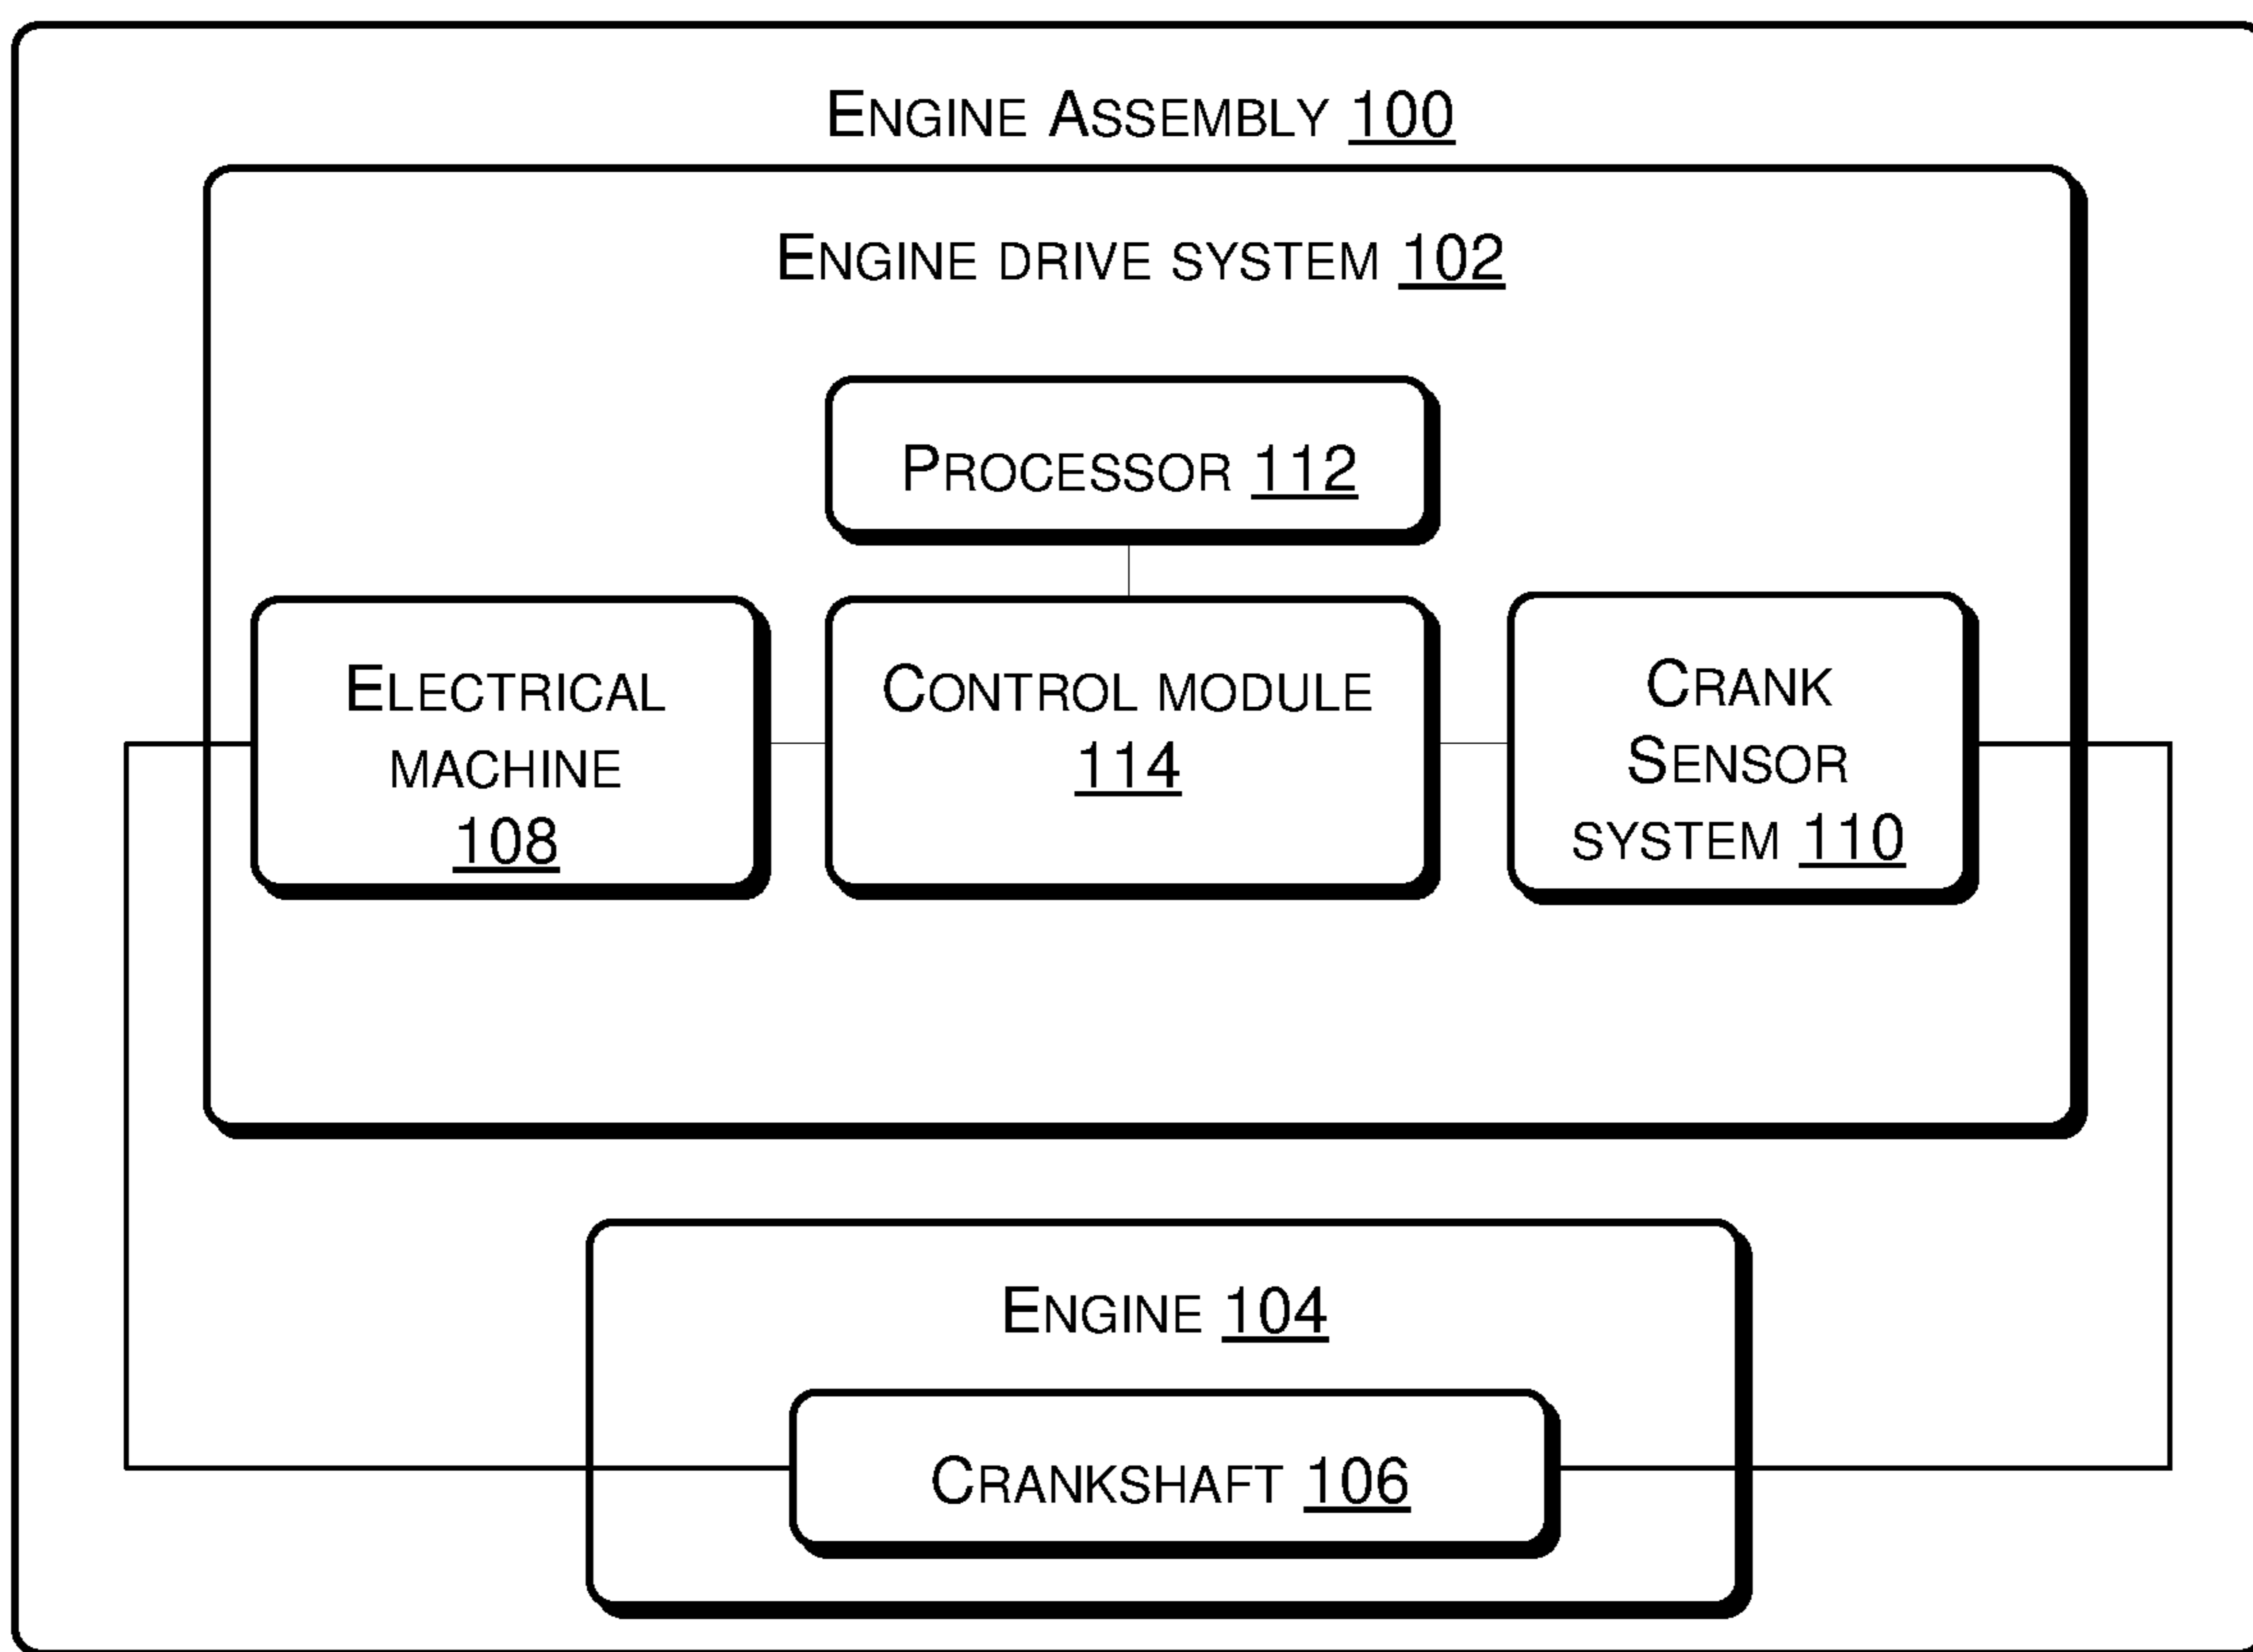 Engine Assembly 100
Engine drive system 102
Processor 112
Electrical
machine
108
Control module
114
Crank
Sensor
system 110
Engine 104
Crankshaft 106